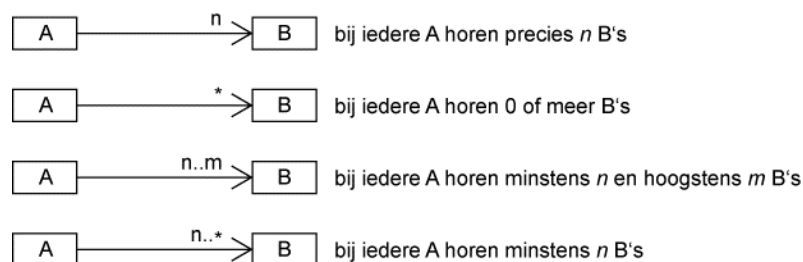 A n B bij iedere A horen precies n B's
A * B bij iedere A horen 0 of meer B's
A n..m B bij iedere A horen minstens n en hoogstens m B's
A n..* B bij iedere A horen minstens n B's